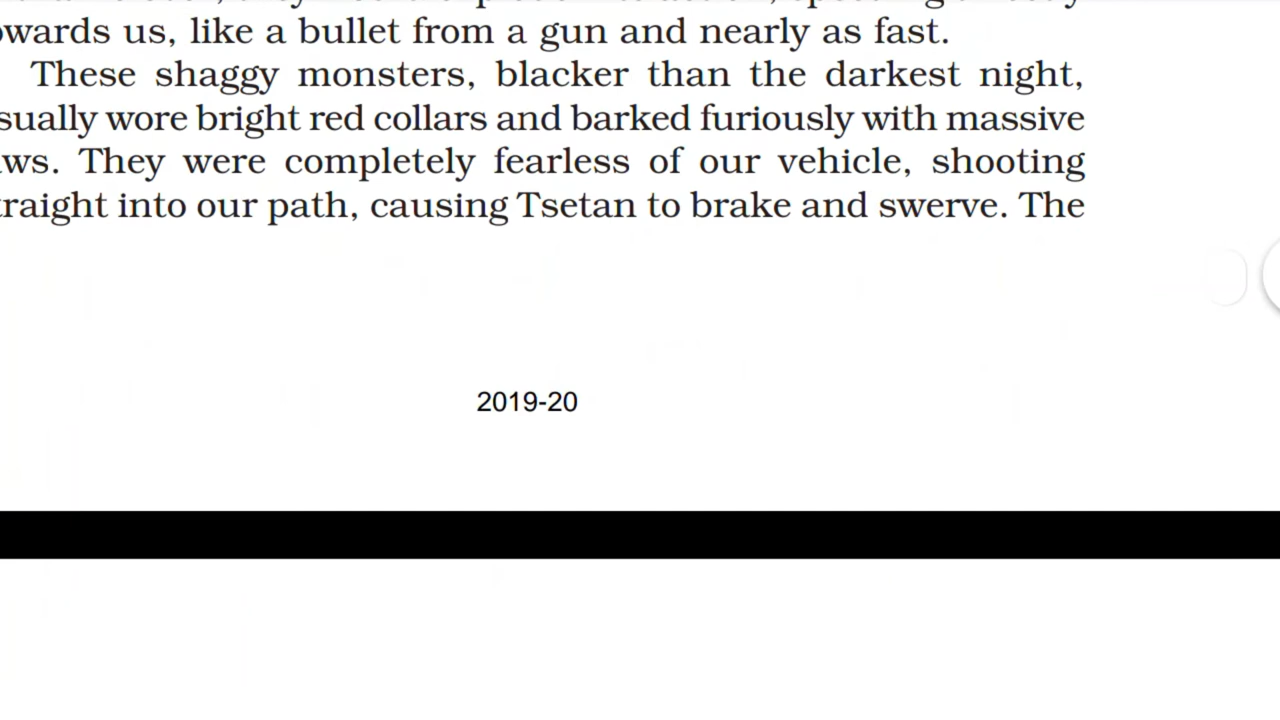 wards us, like a bullet from a gun and nearly as fast.
These shaggy monsters, blacker than the darkest night,
sually wore bright red collars and barked furiously with massive
ws. They were completely fearless of our vehicle, shooting
raight into our path, causing Tsetan to brake and swerve. The
2019-20